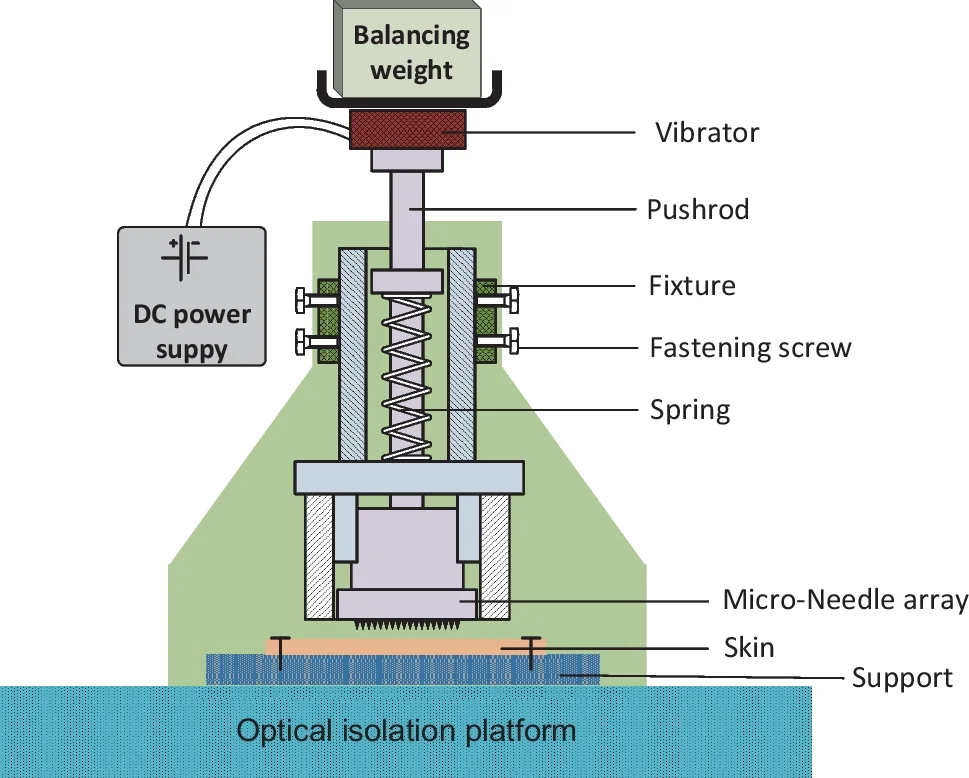 Balancing
weight
Vibrator
Pushrod
Fixture
Fastening screw
Spring
+ -
DC power
suppy
Micro-Needle array
Skin
Support
Optical isolation platform